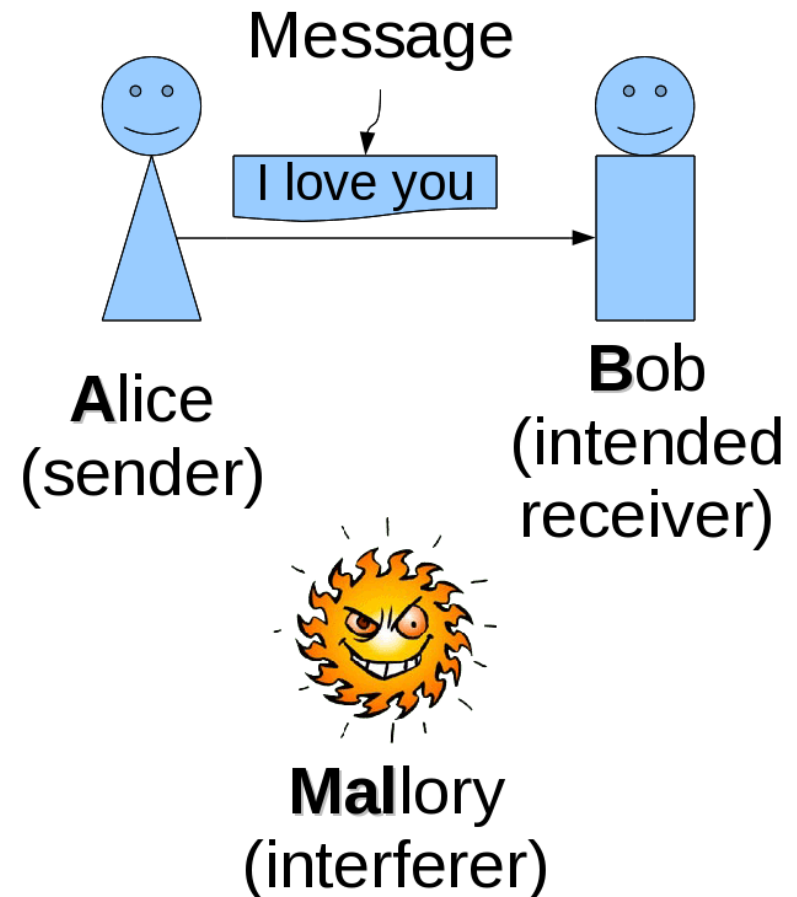 Message
I love you
Alice
(sender)
Bob
(intended
receiver)
Mallory
(interferer)